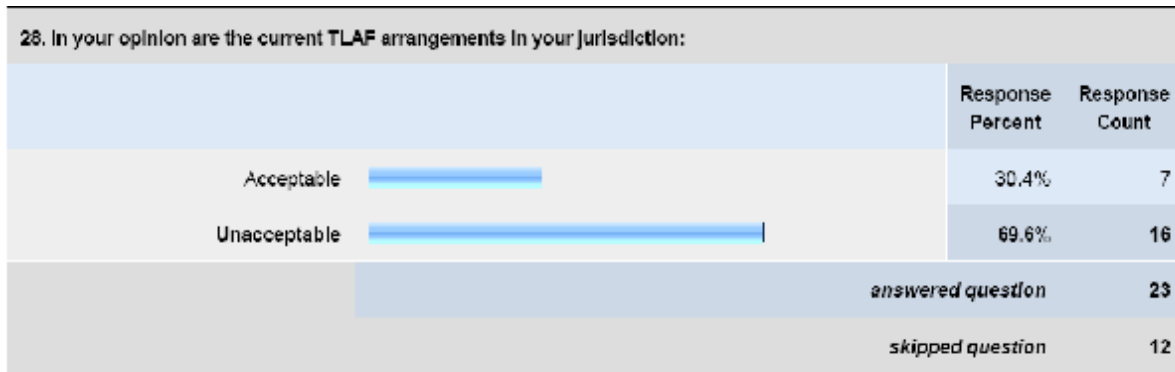 28. In your opinion are the current TLAF arrangements in your jurisdiction:
Response Percent
Response Count
Acceptable 30.4% 7
Unacceptable 69.6% 16
answered question 23
skipped question 12